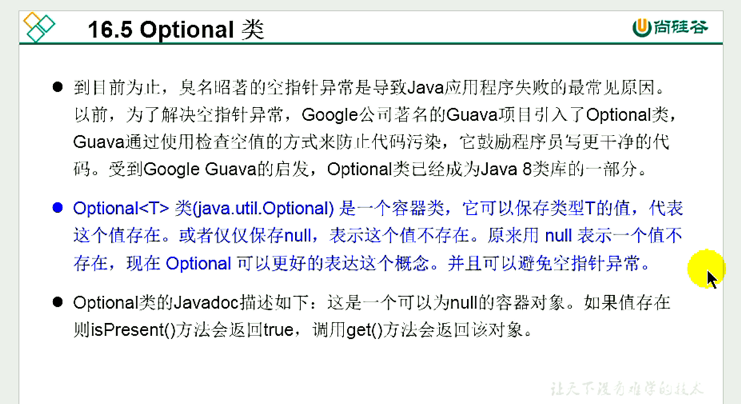 16.5 Optional 类
尚硅谷
● 到目前为止，臭名昭著的空指针异常是导致Java应用程序失败的最常见原因。
以前，为了解决空指针异常，Google公司著名的Guava项目引入了Optional类，
Guava通过使用检查空值的方式来防止代码污染，它鼓励程序员写更干净的代
码。受到Google Guava的启发，Optional类已经成为Java 8类库的一部分。
● Optional<T> 类(java.util.Optional) 是一个容器类，它可以保存类型T的值，代表
这个值存在。或者仅仅保存null，表示这个值不存在。原来用 null 表示一个值不
存在，现在 Optional 可以更好的表达这个概念。并且可以避免空指针异常。
● Optional类的Javadoc描述如下：这是一个可以为null的容器对象。如果值存在
则isPresent()方法会返回true，调用get()方法会返回该对象。
让天下没有难学的技术